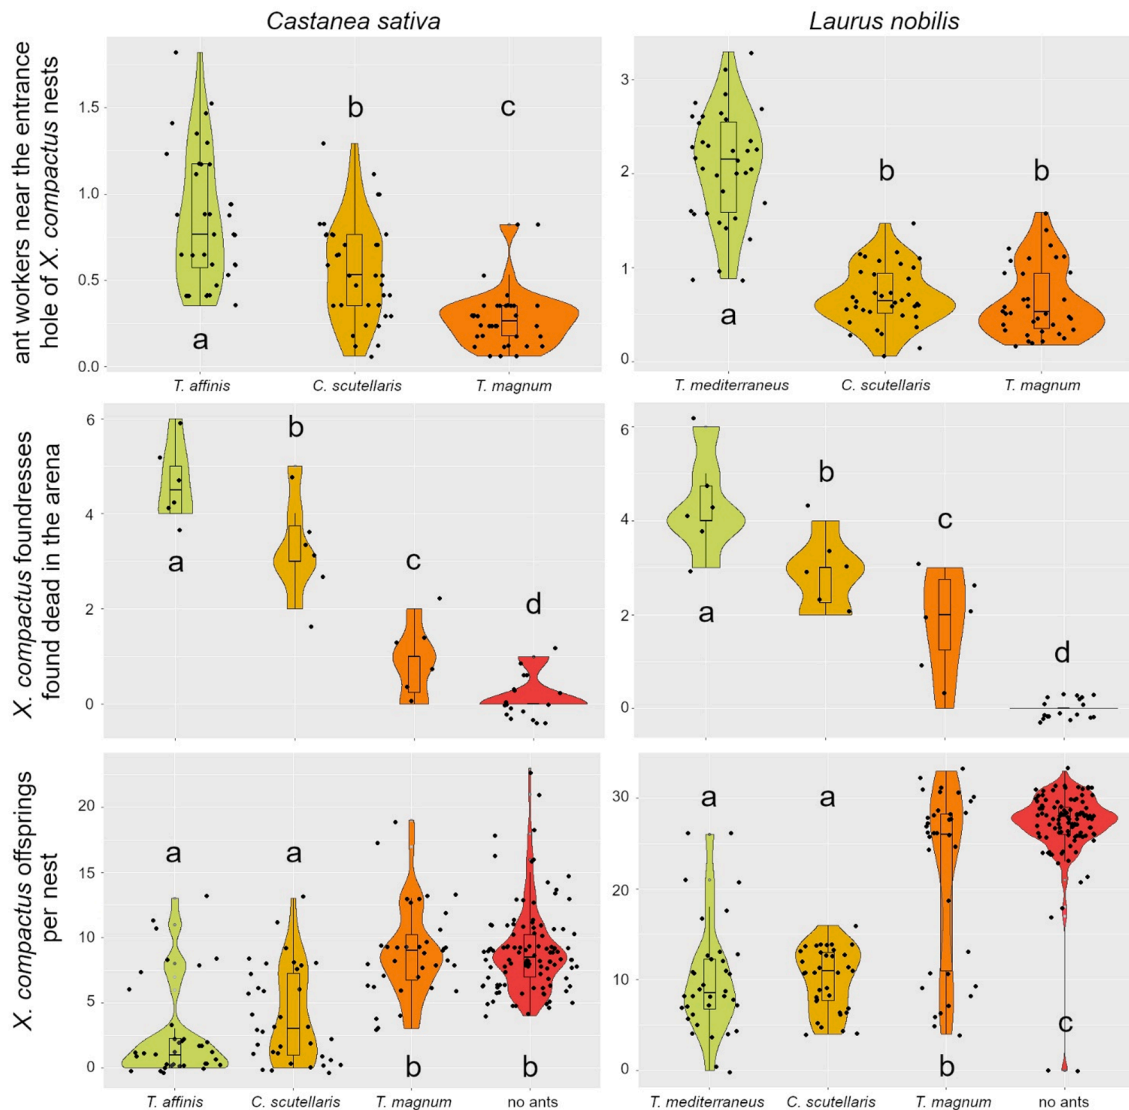 Castanea sativa
Laurus nobilis
ant workers near the entrance
hole of X. compactus nests
1.5
1.0
0.5
0.0
a
b
c
T. affinis
C. scutellaris
T. magnum
3
2
1
0
a
b
b
T. mediterraneus
C. scutellaris
T. magnum
X. compactus foundresses
found dead in the arena
6
4
2
0
a
b
c
d
6
4
2
0
a
b
c
d
X. compactus offsprings
per nest
20
15
10
5
0
a
a
b
b
T. affinis
C. scutellaris
T. magnum
no ants
30
20
10
0
a
a
b
c
T. mediterraneus
C. scutellaris
T. magnum
no ants